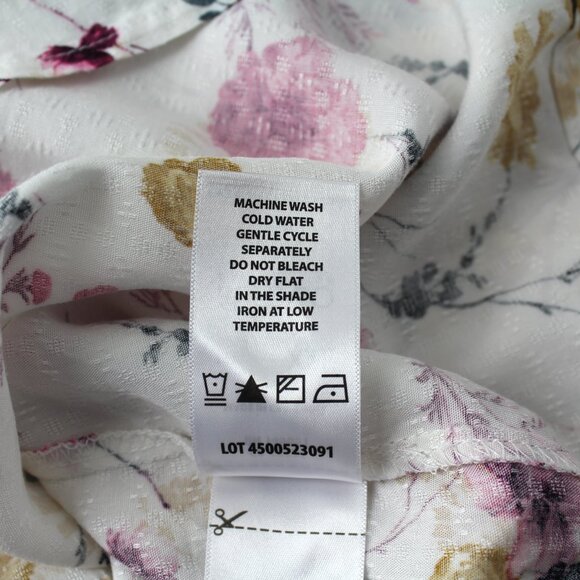 MACHINE WASH
COLD WATER
GENTLE CYCLE
SEPARATELY
DO NOT BLEACH
DRY FLAT
IN THE SHADE
IRON AT LOW
TEMPERATURE
LOT 4500523091